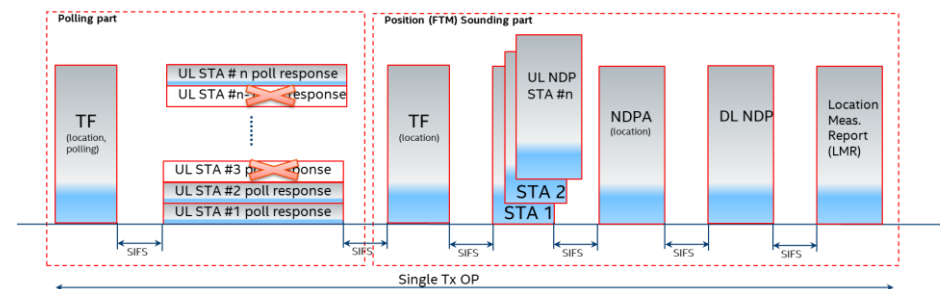 Polling part
Position (FTM) Sounding part
TF
(location,
polling)
UL STA # n poll response
UL STA #n- response
UL STA #3 p onse
UL STA #2 poll response
UL STA #1 poll response
TF
(location)
UL NDP
STA #n
STA 2
STA 1
NDPA
(location)
DL NDP
Location
Meas.
Report
(LMR)
SIFS
SIFS
SIFS
SIFS
SIFS
SIFS
Single Tx OP